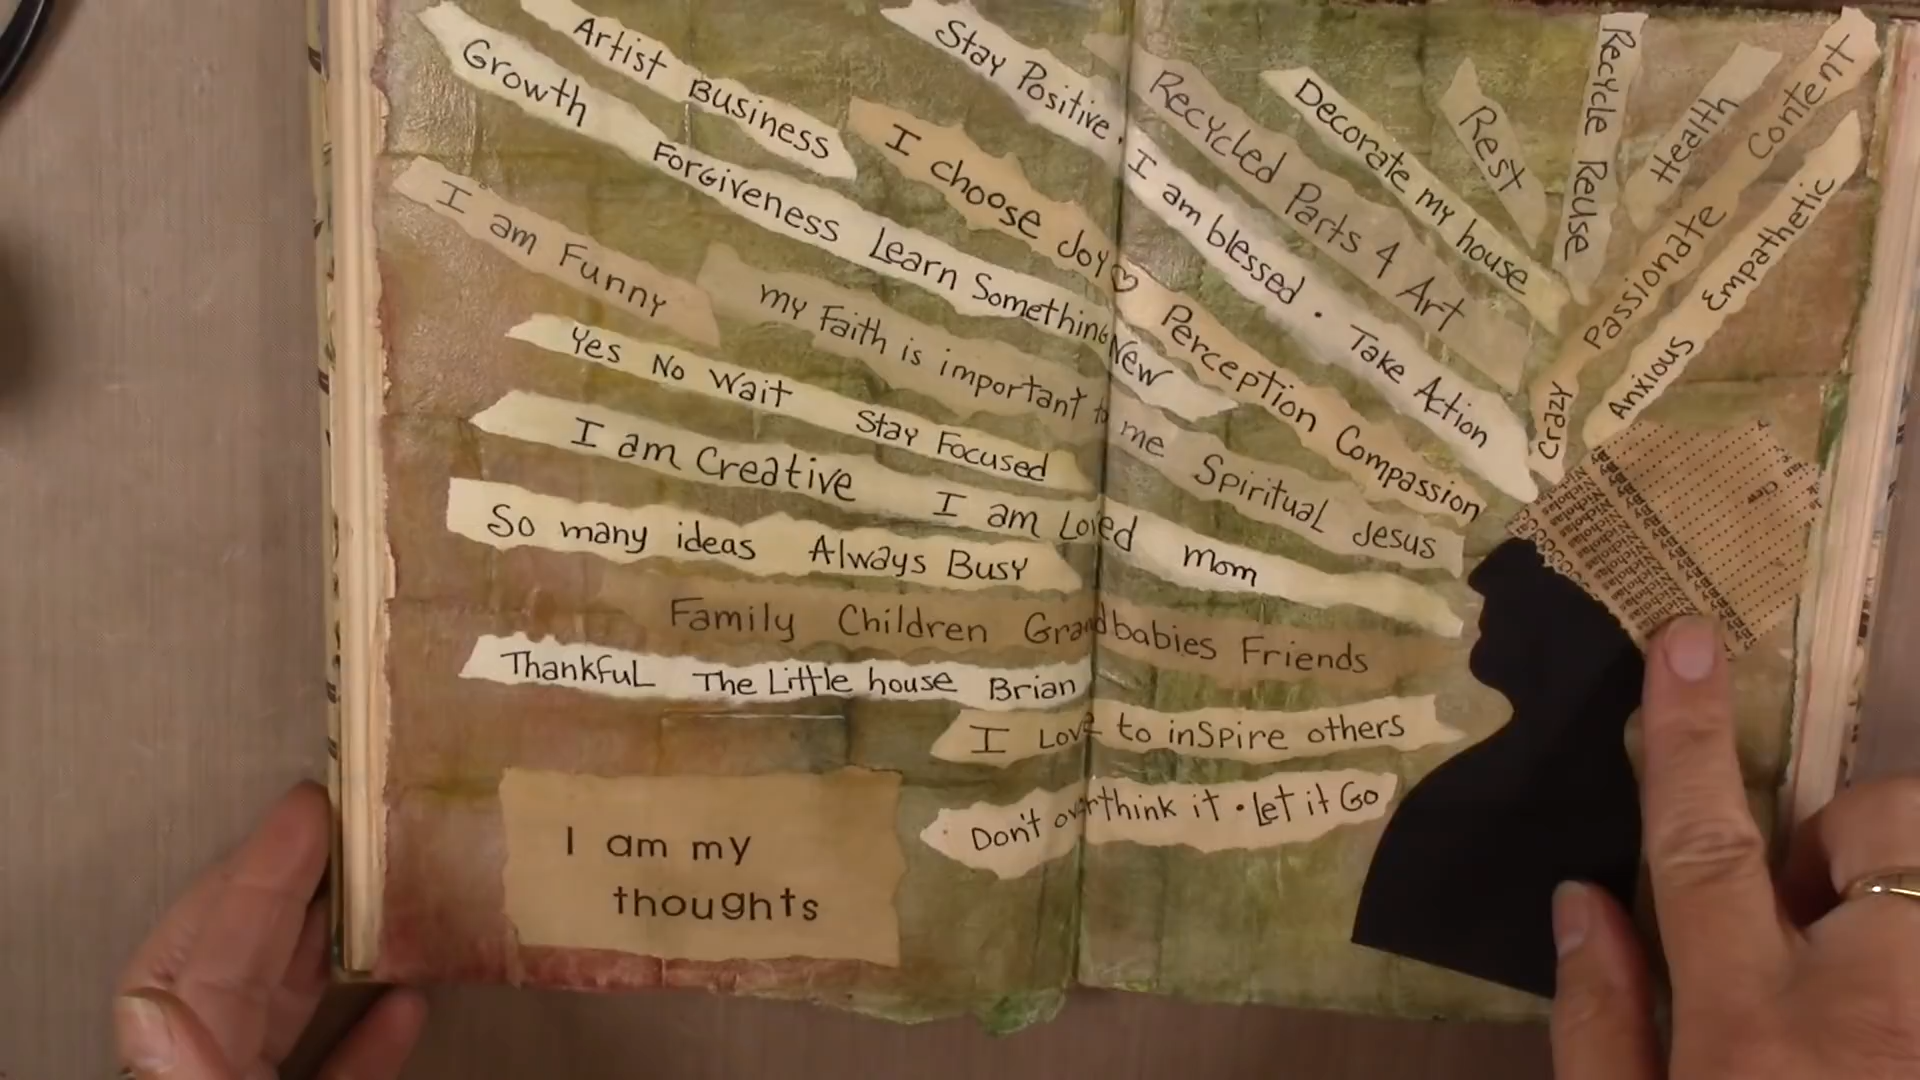 Artist Business
Growth Forgiveness Learn Something New
Stay Positive · I am blessed · Take Action
I choose Joy♡ Perception Compassion
Recycled Parts 4 Art
Decorate my house
Rest
Recycle Reuse
Health
Crazy Passionate Content
Anxious Empathetic
I am Funny
my Faith is important to me Spiritual Jesus
Yes No Wait Stay Focused
I am Creative I am Loved Mom
So many ideas Always Busy
Family Children Grandbabies Friends
Thankful The Little house Brian
I Love to inspire others
Don't overthink it · Let it Go
I am my
thoughts